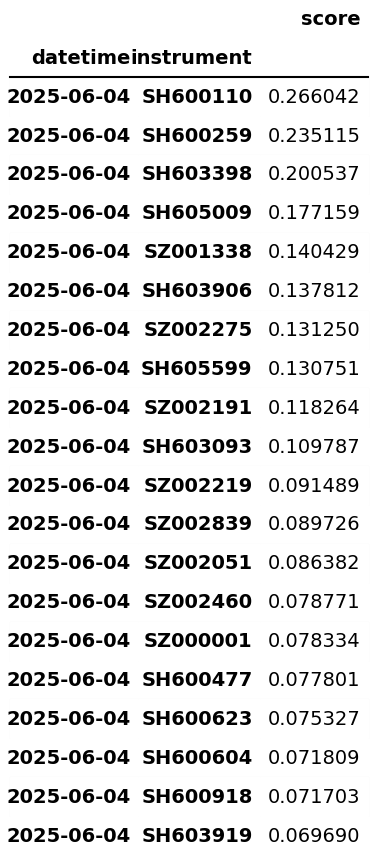 score
datetime instrument
2025-06-04 SH600110 0.266042
2025-06-04 SH600259 0.235115
2025-06-04 SH603398 0.200537
2025-06-04 SH605009 0.177159
2025-06-04 SZ001338 0.140429
2025-06-04 SH603906 0.137812
2025-06-04 SZ002275 0.131250
2025-06-04 SH605599 0.130751
2025-06-04 SZ002191 0.118264
2025-06-04 SH603093 0.109787
2025-06-04 SZ002219 0.091489
2025-06-04 SZ002839 0.089726
2025-06-04 SZ002051 0.086382
2025-06-04 SZ002460 0.078771
2025-06-04 SZ000001 0.078334
2025-06-04 SH600477 0.077801
2025-06-04 SH600623 0.075327
2025-06-04 SH600604 0.071809
2025-06-04 SH600918 0.071703
2025-06-04 SH603919 0.069690